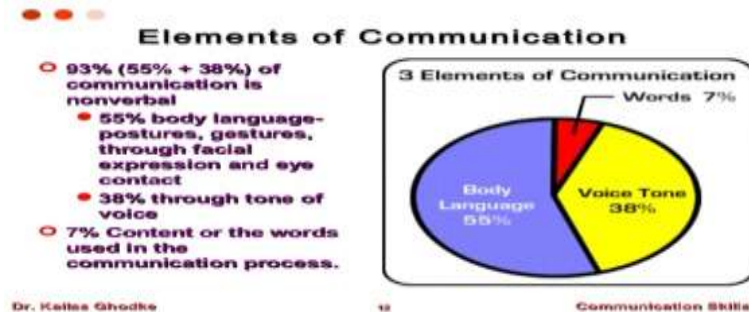 Elements of Communication
93% (55% + 38%) of
communication is
nonverbal
55% body language-
postures, gestures,
through facial
expression and eye
contact
38% through tone of
voice
7% Content or the words
used in the
communication process.
3 Elements of Communication
Words 7%
Body
Language
55%
Voice Tone
38%
Dr. Kailas Ghodke
12
Communication Skills